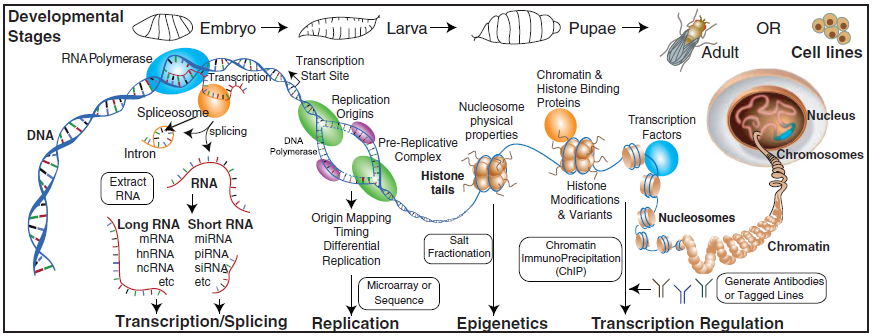 Developmental
Stages
Embryo
Larva
Pupae
Adult
OR
Cell lines
RNA Polymerase
Transcription
Transcription
Start Site
Spliceosome
splicing
Intron
DNA
Extract
RNA
RNA
Long RNA
mRNA
hnRNA
ncRNA
etc
Short RNA
miRNA
piRNA
siRNA
etc
Transcription/Splicing
Replication
Origins
DNA
Polymerase
Pre-Replicative
Complex
Origin Mapping
Timing
Differential
Replication
Microarray or
Sequence
Replication
Nucleosome
physical
properties
Histone
tails
Salt
Fractionation
Epigenetics
Chromatin &
Histone Binding
Proteins
Histone
Modifications
& Variants
Chromatin
ImmunoPrecipitation
(ChIP)
Transcription
Factors
Nucleosomes
Nucleus
Chromosomes
Chromatin
Generate Antibodies
or Tagged Lines
Transcription Regulation